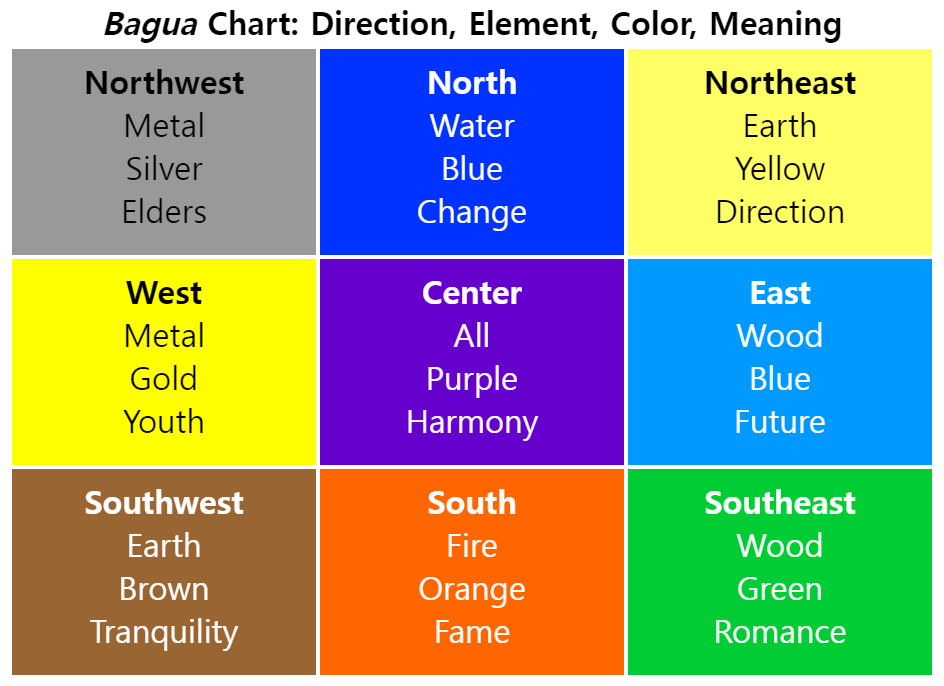 Bagua Chart: Direction, Element, Color, Meaning
Northwest
Metal
Silver
Elders
North
Water
Blue
Change
Northeast
Earth
Yellow
Direction
West
Metal
Gold
Youth
Center
All
Purple
Harmony
East
Wood
Blue
Future
Southwest
Earth
Brown
Tranquility
South
Fire
Orange
Fame
Southeast
Wood
Green
Romance